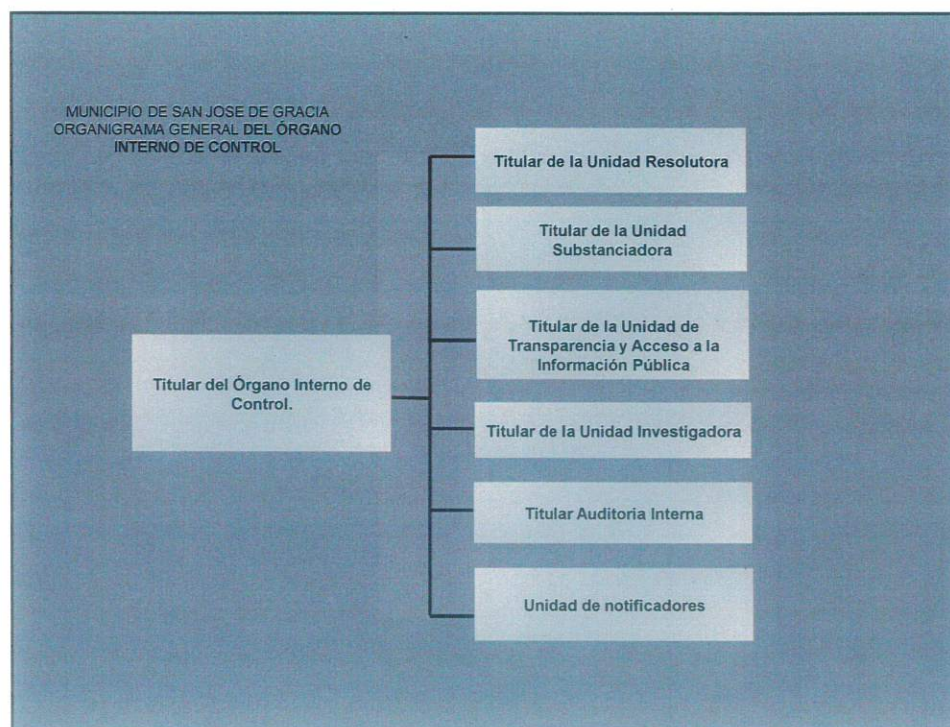 MUNICIPIO DE SAN JOSE DE GRACIA
ORGANIGRAMA GENERAL DEL ÓRGANO
INTERNO DE CONTROL
Titular del Órgano Interno de
Control.
Titular de la Unidad Resolutora
Titular de la Unidad
Substanciadora
Titular de la Unidad de
Transparencia y Acceso a la
Información Pública
Titular de la Unidad Investigadora
Titular Auditoria Interna
Unidad de notificadores